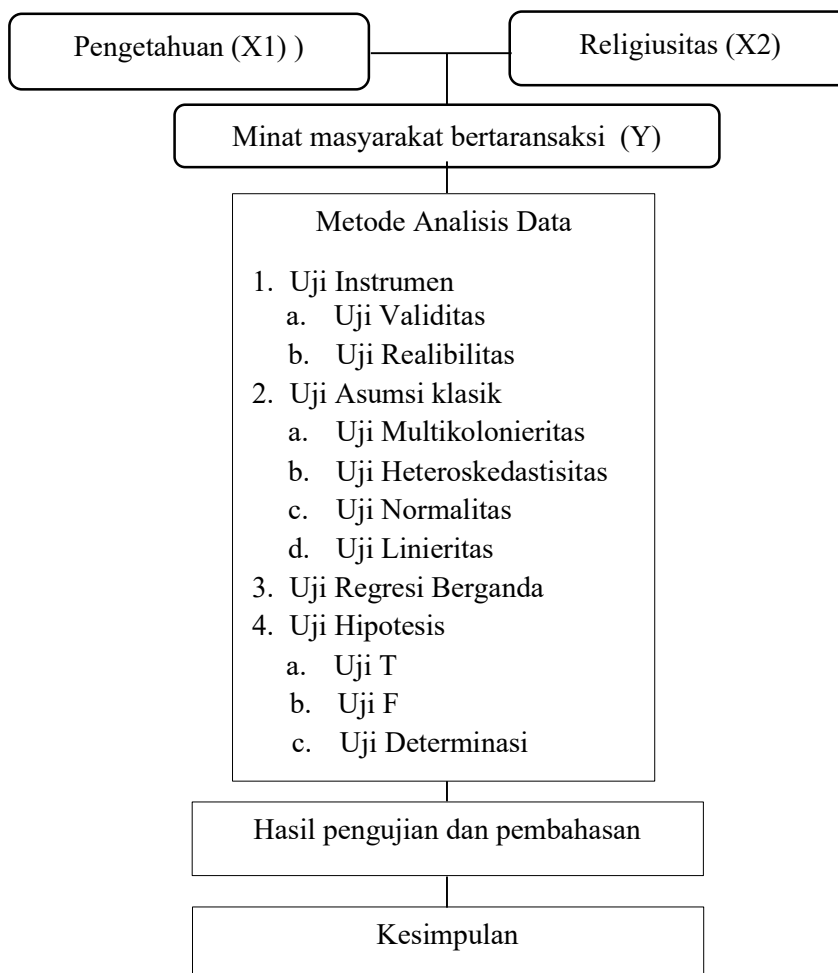 Pengetahuan (X1) )
Religiusitas (X2)
Minat masyarakat bertaransaksi (Y)
Metode Analisis Data
1. Uji Instrumen
a. Uji Validitas
b. Uji Realibilitas
2. Uji Asumsi klasik
a. Uji Multikolonieritas
b. Uji Heteroskedastisitas
c. Uji Normalitas
d. Uji Linieritas
3. Uji Regresi Berganda
4. Uji Hipotesis
a. Uji T
b. Uji F
c. Uji Determinasi
Hasil pengujian dan pembahasan
Kesimpulan